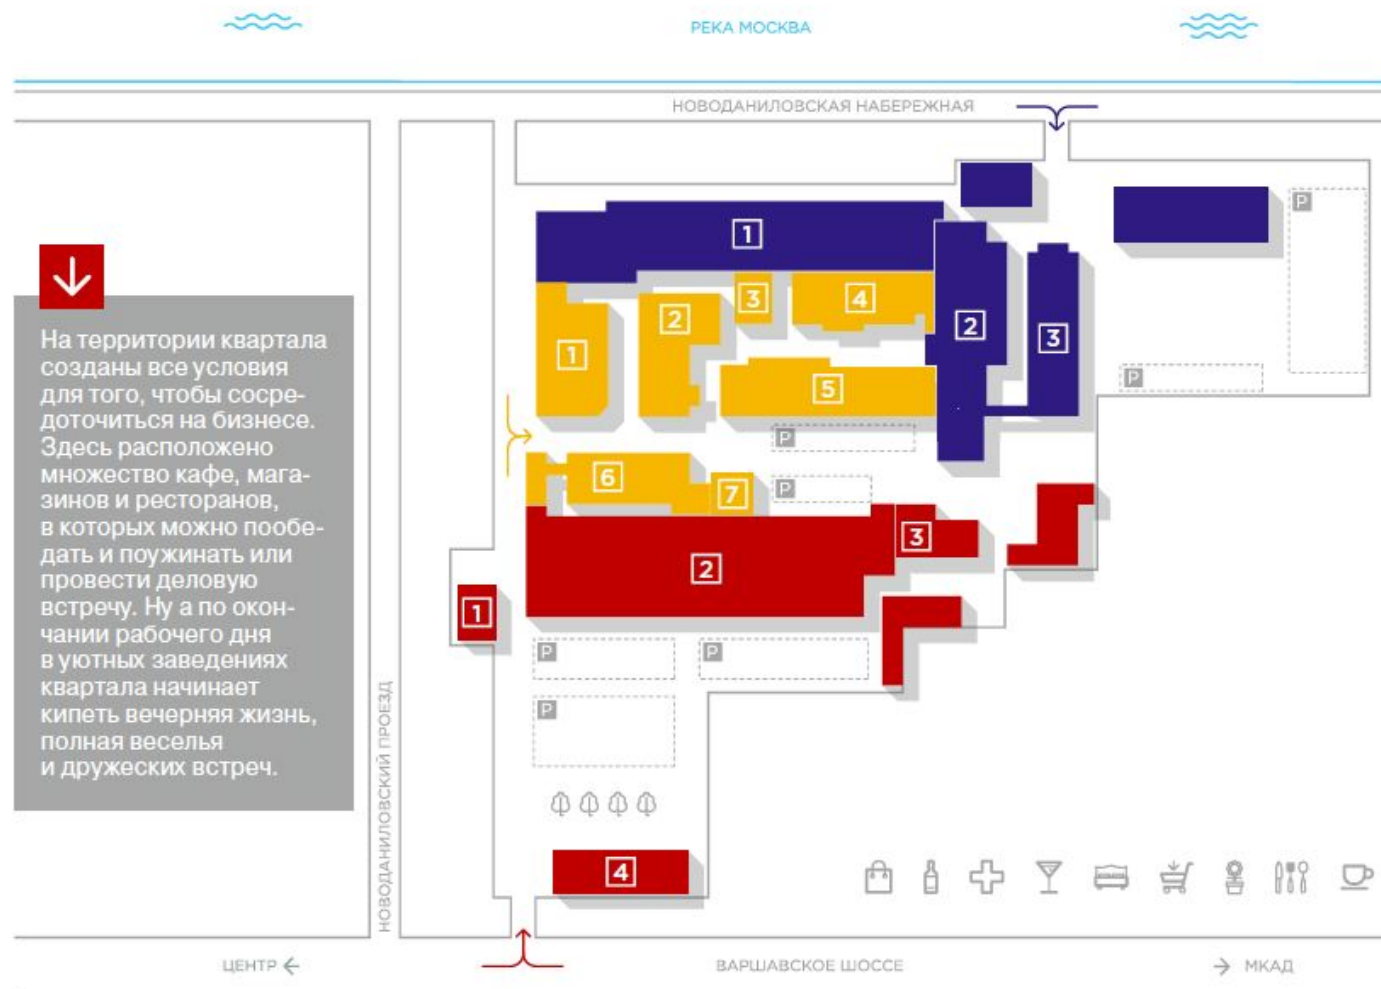 РЕКА МОСКВА
НОВОДАНИЛОВСКАЯ НАБЕРЕЖНАЯ
P
1
3
4
2
2
3
1
P
5
P
6
7
P
3
2
1
P
P
P
4
На территории квартала
созданы все условия
для того, чтобы сосре-
доточиться на бизнесе.
Здесь расположено
множество кафе, мага-
зинов и ресторанов,
в которых можно пообе-
дать и поужинать или
провести деловую
встречу. Ну а по окон-
чании рабочего дня
в уютных заведениях
квартала начинает
кипеть вечерняя жизнь,
полная веселья
и дружеских встреч.
НОВОДАНИЛОВСКИЙ ПРОЕЗД
ЦЕНТР
ВАРШАВСКОЕ ШОССЕ
МКАД